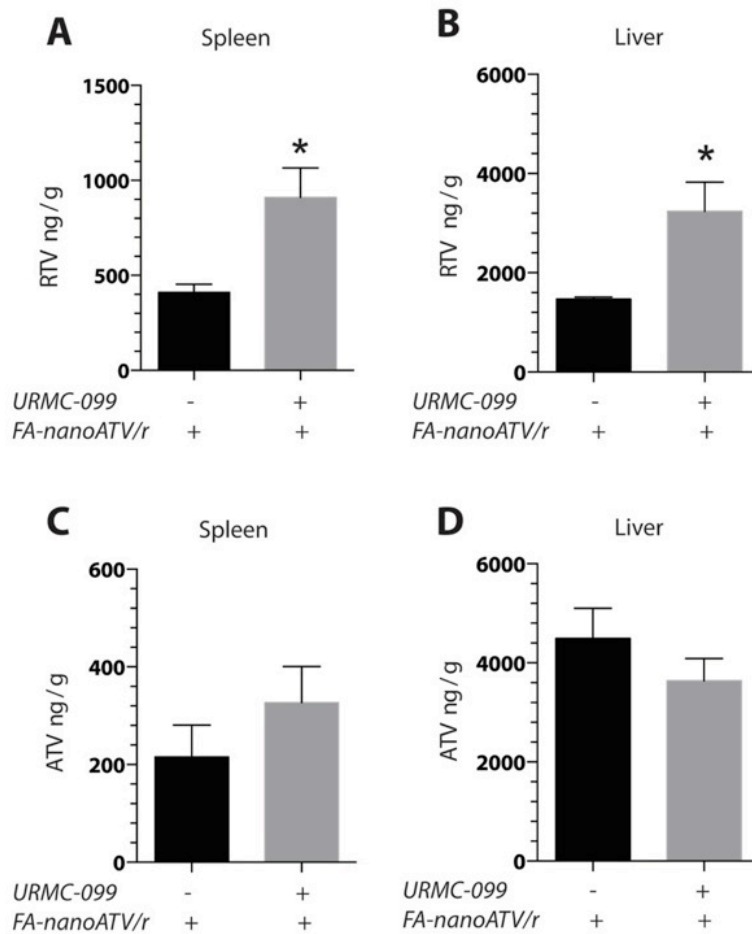 A
Spleen
RTV ng / g
1500
1000
500
0
*
URMC-099 - +
FA-nanoATV/r + +
B
Liver
RTV ng / g
6000
4000
2000
0
*
URMC-099 - +
FA-nanoATV/r + +
C
Spleen
ATV ng / g
600
400
200
0
URMC-099 - +
FA-nanoATV/r + +
D
Liver
ATV ng / g
6000
4000
2000
0
URMC-099 - +
FA-nanoATV/r + +